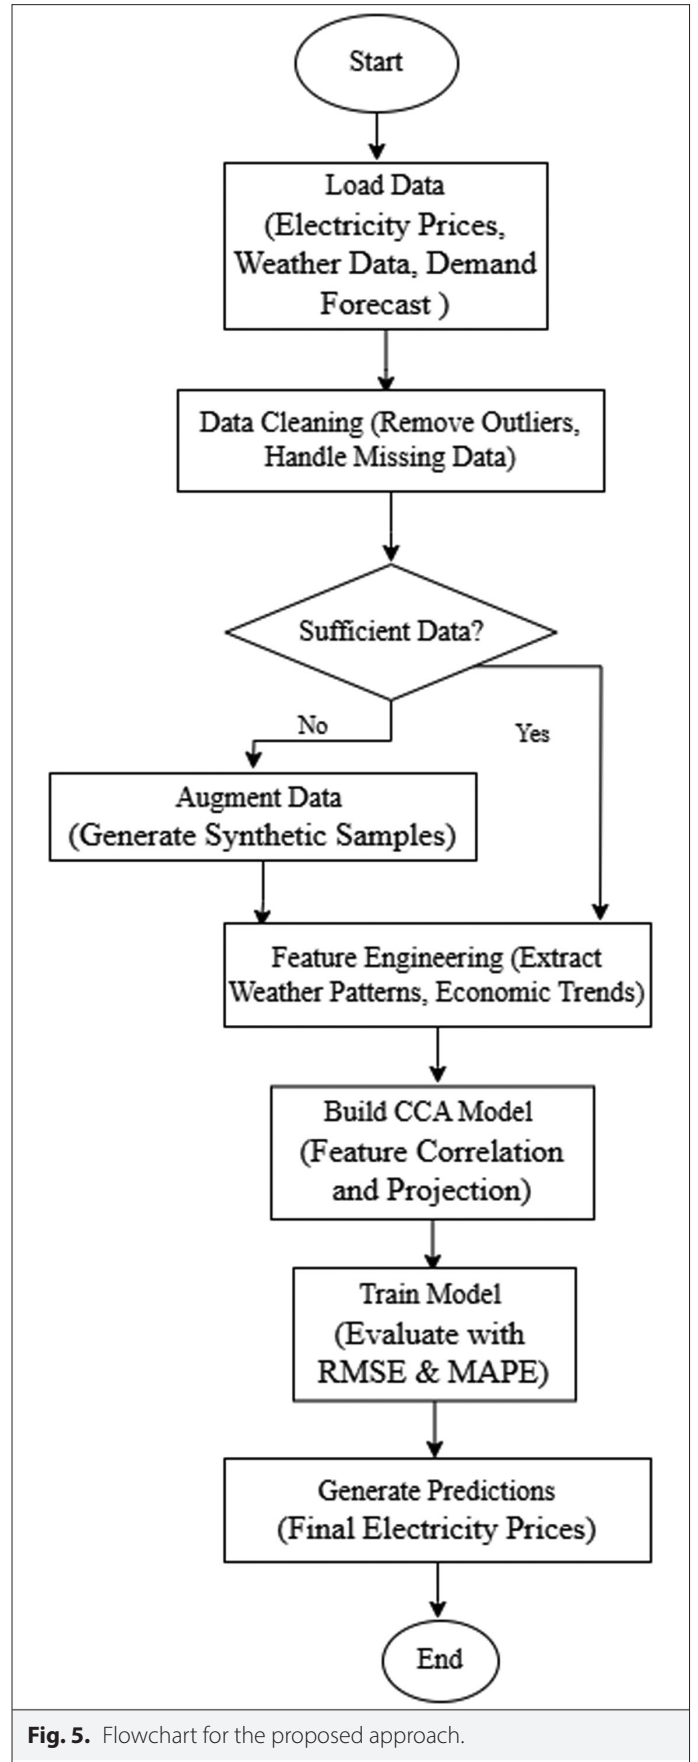 Start
Load Data
(Electricity Prices,
Weather Data, Demand
Forecast )
Data Cleaning (Remove Outliers,
Handle Missing Data)
Sufficient Data?
No
Yes
Augment Data
(Generate Synthetic Samples)
Feature Engineering (Extract
Weather Patterns, Economic Trends)
Build CCA Model
(Feature Correlation
and Projection)
Train Model
(Evaluate with
RMSE & MAPE)
Generate Predictions
(Final Electricity Prices)
End
Fig. 5. Flowchart for the proposed approach.